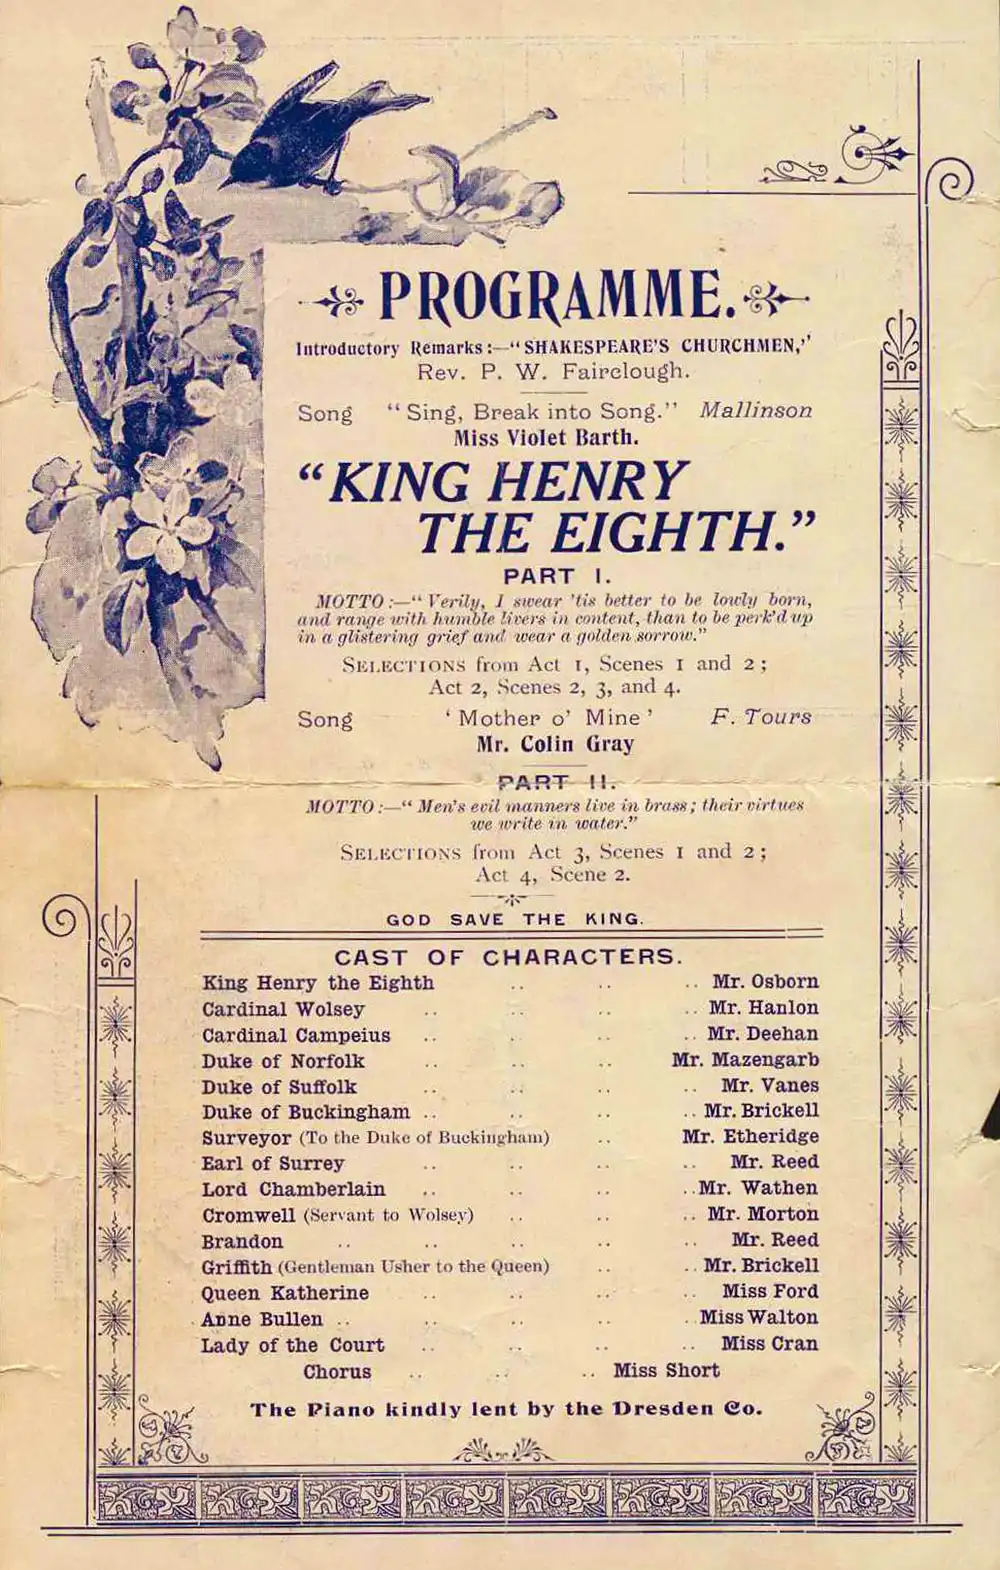 PROGRAMME.
Introductory Remarks:—"SHAKESPEARE'S CHURCHMEN,"
Rev. P. W. Fairclough.
Song "Sing, Break into Song." Mallinson
Miss Violet Barth.
"KING HENRY
THE EIGHTH."
PART I.
MOTTO:—"Verily, I swear 'tis better to be lowly born,
and range with humble livers in content, than to be perk'd up
in a glistering grief and wear a golden sorrow."
SELECTIONS from Act 1, Scenes 1 and 2;
Act 2, Scenes 2, 3, and 4.
Song 'Mother o' Mine' F. Tours
Mr. Colin Gray
PART II.
MOTTO:—"Men's evil manners live in brass; their virtues
we write in water."
SELECTIONS from Act 3, Scenes 1 and 2;
Act 4, Scene 2.
GOD SAVE THE KING.
CAST OF CHARACTERS.
King Henry the Eighth .. .. .. Mr. Osborn
Cardinal Wolsey .. .. .. .. Mr. Hanlon
Cardinal Campeius .. .. .. .. Mr. Deehan
Duke of Norfolk .. .. .. Mr. Mazengarb
Duke of Suffolk .. .. .. .. Mr. Vanes
Duke of Buckingham .. .. .. .. Mr. Brickell
Surveyor (To the Duke of Buckingham) .. Mr. Etheridge
Earl of Surrey .. .. .. .. Mr. Reed
Lord Chamberlain .. .. .. .. Mr. Wathen
Cromwell (Servant to Wolsey) .. .. .. Mr. Morton
Brandon .. .. .. .. .. Mr. Reed
Griffith (Gentleman Usher to the Queen) .. .. Mr. Brickell
Queen Katherine .. .. .. .. Miss Ford
Anne Bullen .. .. .. .. .. Miss Walton
Lady of the Court .. .. .. .. Miss Cran
Chorus .. .. .. Miss Short
The Piano kindly lent by the Dresden Co.